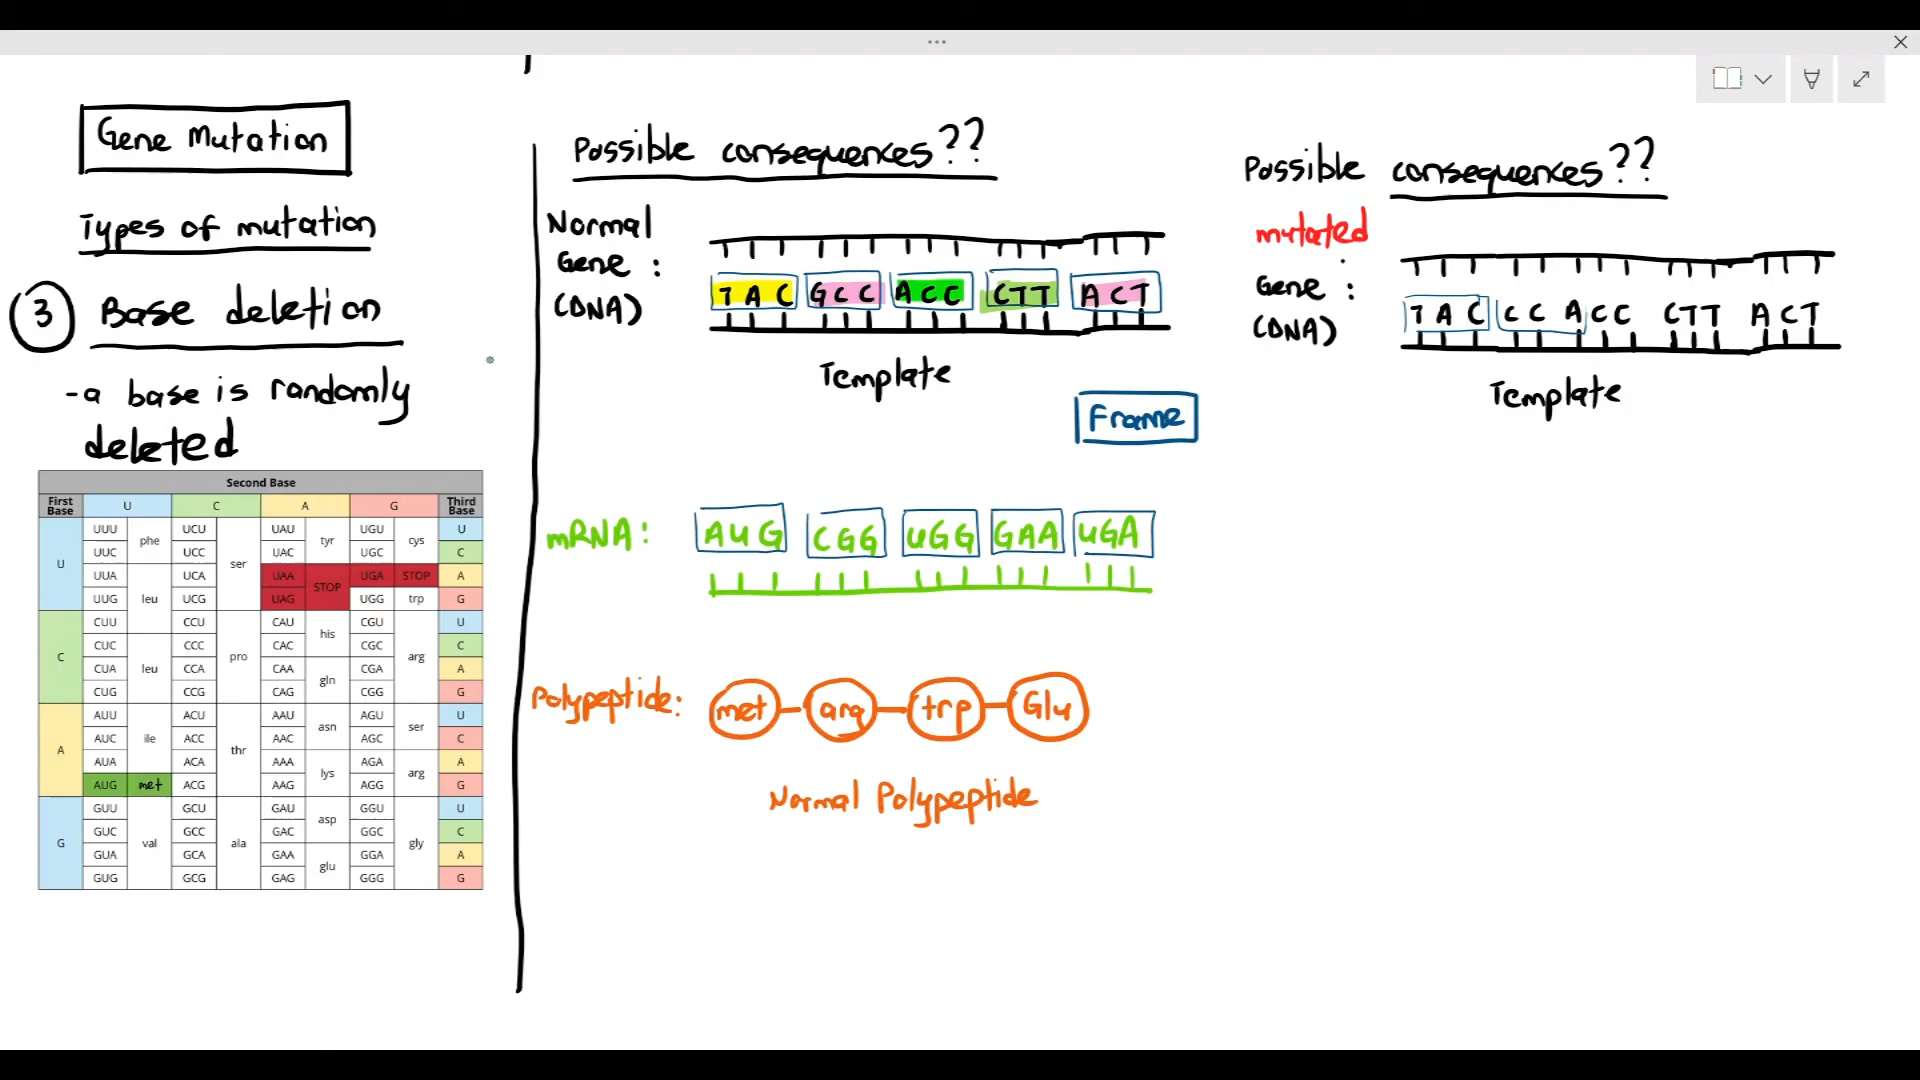 Gene Mutation
Types of mutation
3 Base deletion
-a base is randomly
deleted
Second Base
First Base U C A G Third Base
U UUU phe UCU ser UAU tyr UGU cys U
UUC UCC UAC UGC C
UUA leu UCA UAA STOP UGA STOP A
UUG UCG UAG UGG trp G
C CUU leu CCU pro CAU his CGU arg U
CUC CCC CAC CGC C
CUA CCA CAA gln CGA A
CUG CCG CAG CGG G
A AUU ile ACU thr AAU asn AGU ser U
AUC ACC AAC AGC C
AUA ACA AAA lys AGA arg A
AUG met ACG AAG AGG G
G GUU val GCU ala GAU asp GGU gly U
GUC GCC GAC GGC C
GUA GCA GAA glu GGA A
GUG GCG GAG GGG G
Possible consequences??
Normal
Gene :
(DNA)
TAC GCC ACC CTT ACT
Template
Frame
mRNA: AUG CGG UGG GAA UGA
Polypeptide: met arg trp Glu
Normal Polypeptide
Possible consequences??
mutated
Gene :
(DNA)
TAC CC ACC CTT ACT
Template